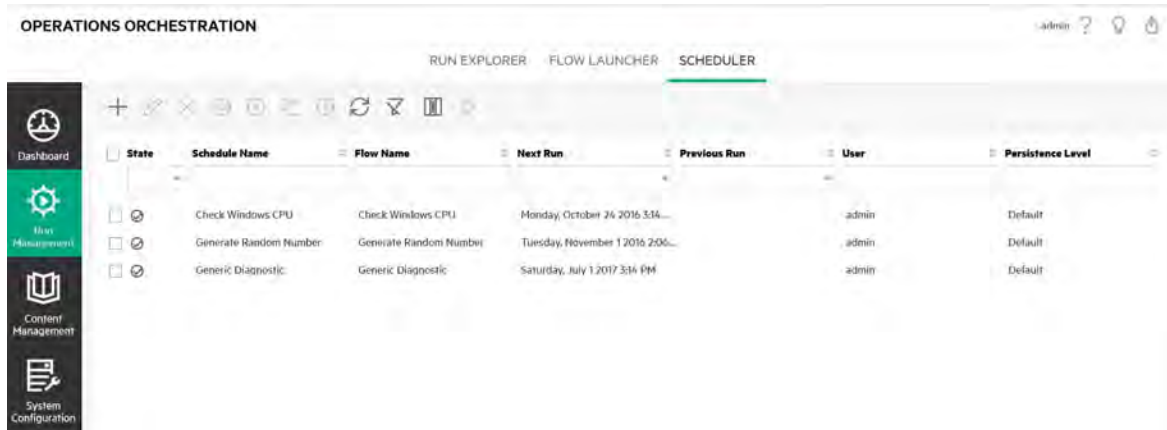 OPERATIONS ORCHESTRATION
admin
RUN EXPLORER FLOW LAUNCHER SCHEDULER
Dashboard
Run Management
Content Management
System Configuration
State Schedule Name Flow Name Next Run Previous Run User Persistence Level
Check Windows CPU Check Windows CPU Monday, October 24 2016 3:14... admin Default
Generate Random Number Generate Random Number Tuesday, November 1 2016 2:06... admin Default
Generic Diagnostic Generic Diagnostic Saturday, July 1 2017 3:14 PM admin Default